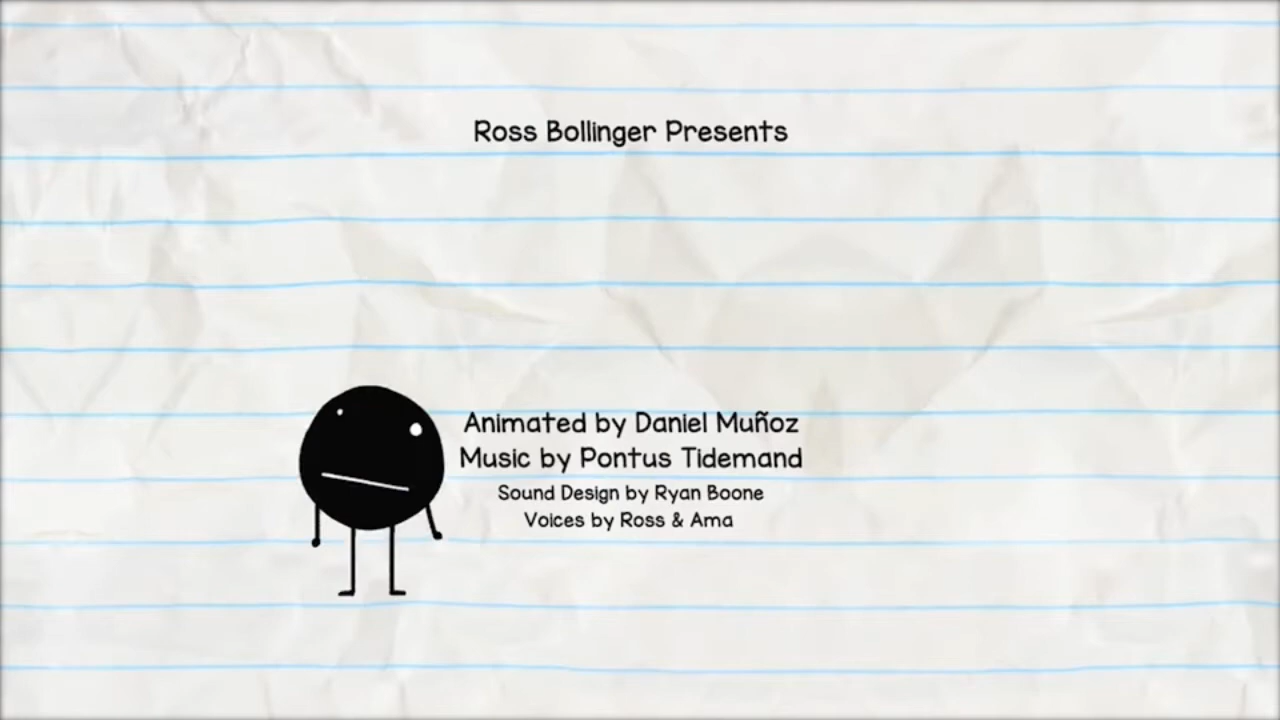 Ross Bollinger Presents
Animated by Daniel Muñoz
Music by Pontus Tidemand
Sound Design by Ryan Boone
Voices by Ross & Ama